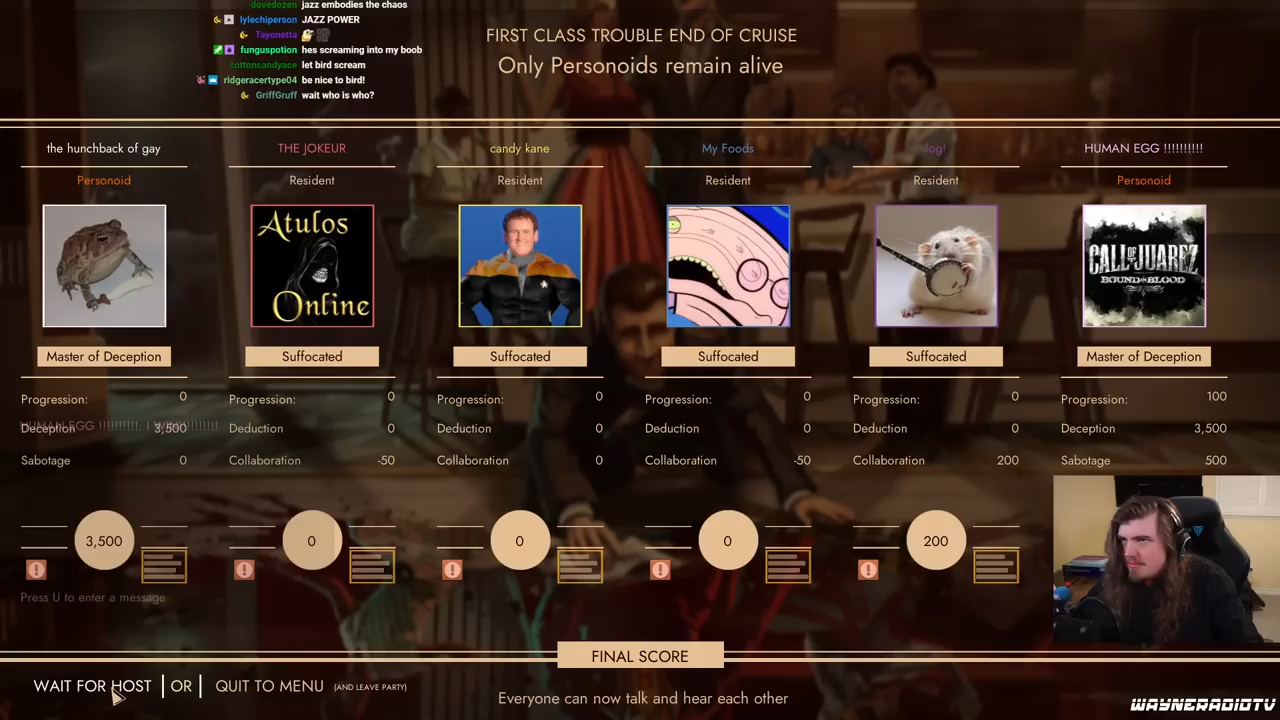 dovedozen jazz embodies the chaos
lylechiperson JAZZ POWER
Tayonetta
funguspotion hes screaming into my boob
cottoncandyace let bird scream
ridgeracertype04 be nice to bird!
GriffGruff wait who is who?
FIRST CLASS TROUBLE END OF CRUISE
Only Personoids remain alive
the hunchback of gay
Personoid
Master of Deception
Progression: 0
Deception 3,500
Sabotage 0
3,500
THE JOKEUR
Resident
Atulos
Online
Suffocated
Progression: 0
Deduction 0
Collaboration -50
0
candy kane
Resident
Suffocated
Progression: 0
Deduction 0
Collaboration 0
0
My Foods
Resident
Suffocated
Progression: 0
Deduction 0
Collaboration -50
0
log!
Resident
Suffocated
Progression: 0
Deduction 0
Collaboration 200
200
HUMAN EGG !!!!!!!!!!
Personoid
CALL OF JUAREZ
BOUND IN BLOOD
Master of Deception
Progression: 100
Deception 3,500
Sabotage 500
Press U to enter a message
FINAL SCORE
WAIT FOR HOST | OR | QUIT TO MENU (AND LEAVE PARTY)
Everyone can now talk and hear each other
WAYNERADIOTV